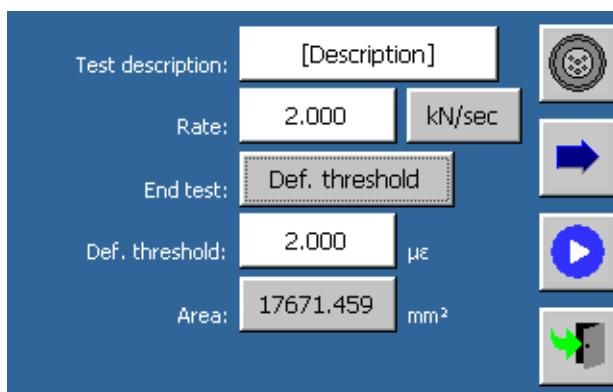 Test description: [Description]
Rate: 2.000 kN/sec
End test: Def. threshold
Def. threshold: 2.000 με
Area: 17671.459 mm²